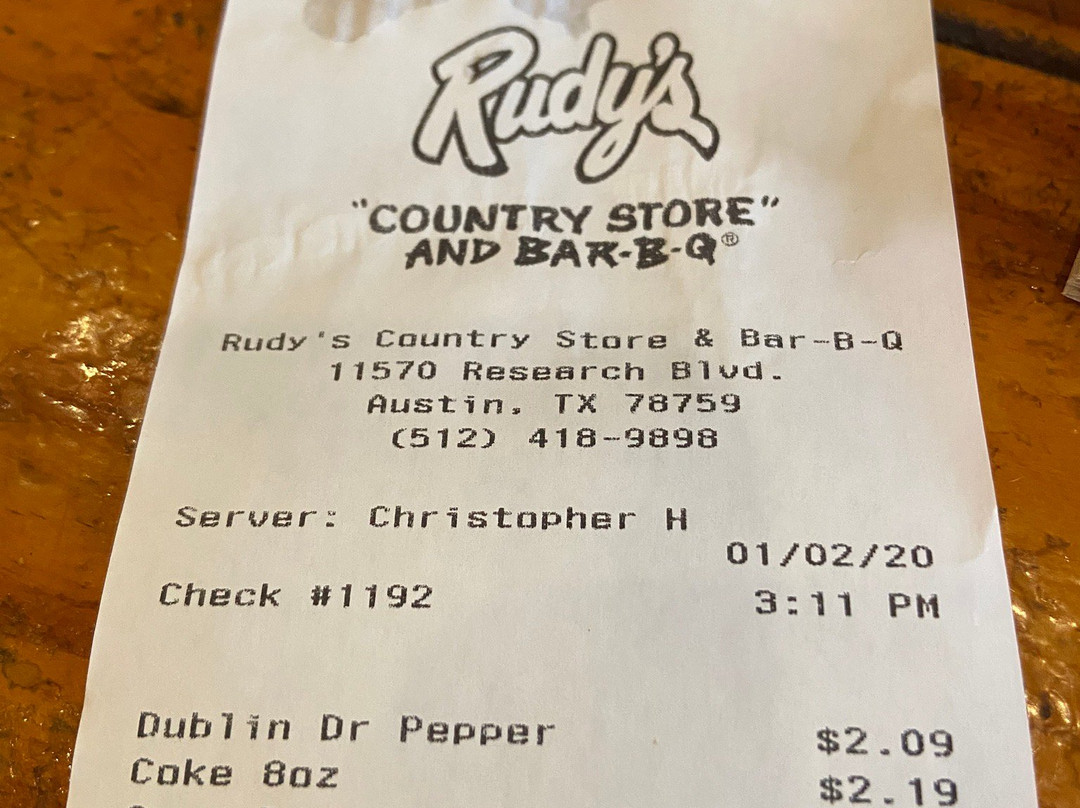 Rudy's
"COUNTRY STORE"
AND BAR-B-Q®
Rudy's Country Store & Bar-B-Q
11570 Research Blvd.
Austin, TX 78759
(512) 418-9898
Server: Christopher H
01/02/20
Check #1192 3:11 PM
Dublin Dr Pepper $2.09
Coke 8oz $2.19